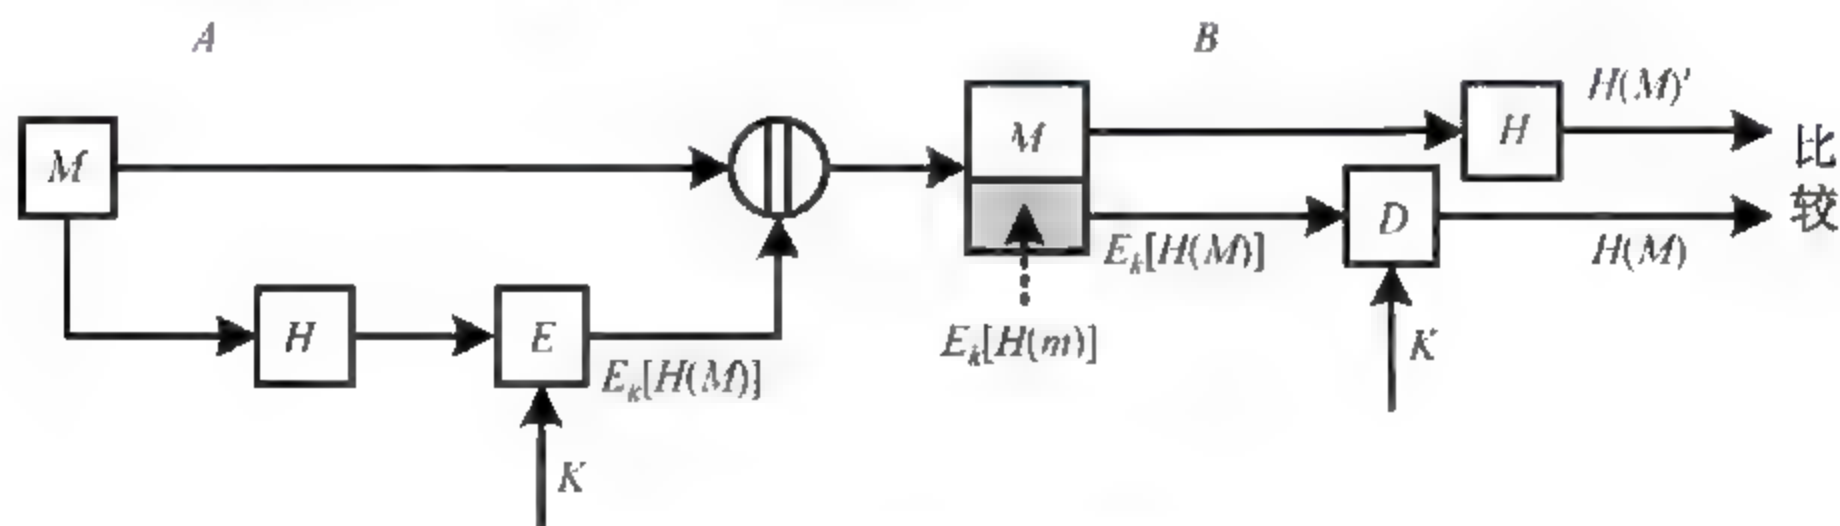 A
B
M
H
E
E_k[H(M)]
K
M
E_k[H(M)]
E_k[H(m)]
H
H(M)'
D
H(M)
K
比
较